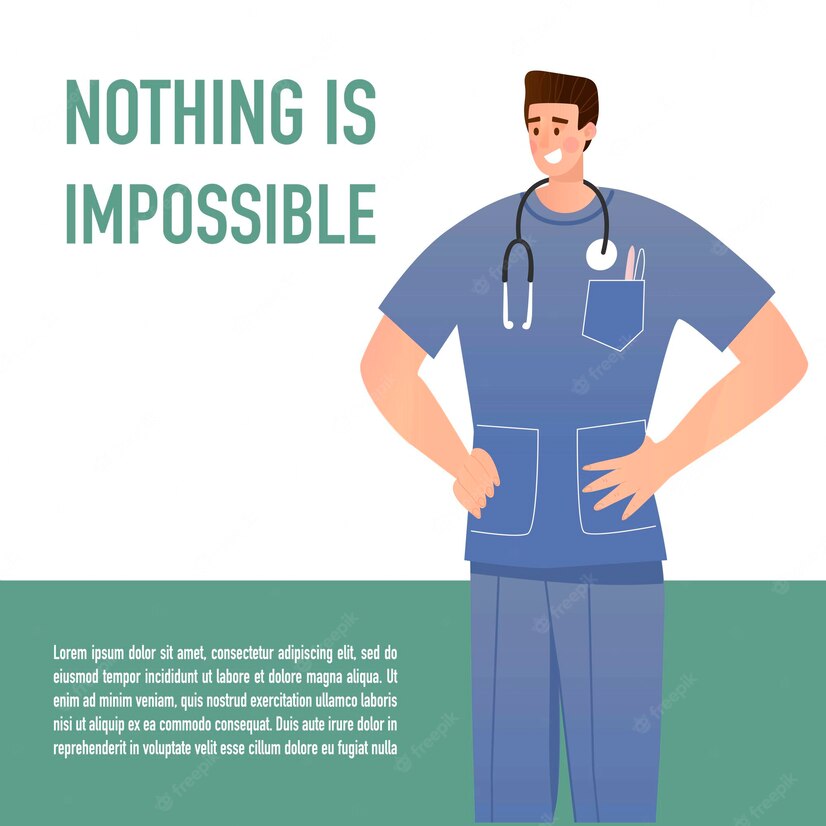 NOTHING IS
IMPOSSIBLE
Lorem ipsum dolor sit amet, consectetur adipiscing elit, sed do
eiusmod tempor incididunt ut labore et dolore magna aliqua. Ut
enim ad minim veniam, quis nostrud exercitation ullamco laboris
nisi ut aliquip ex ea commodo consequat. Duis aute irure dolor in
reprehenderit in voluptate velit esse cillum dolore eu fugiat nulla
freepik